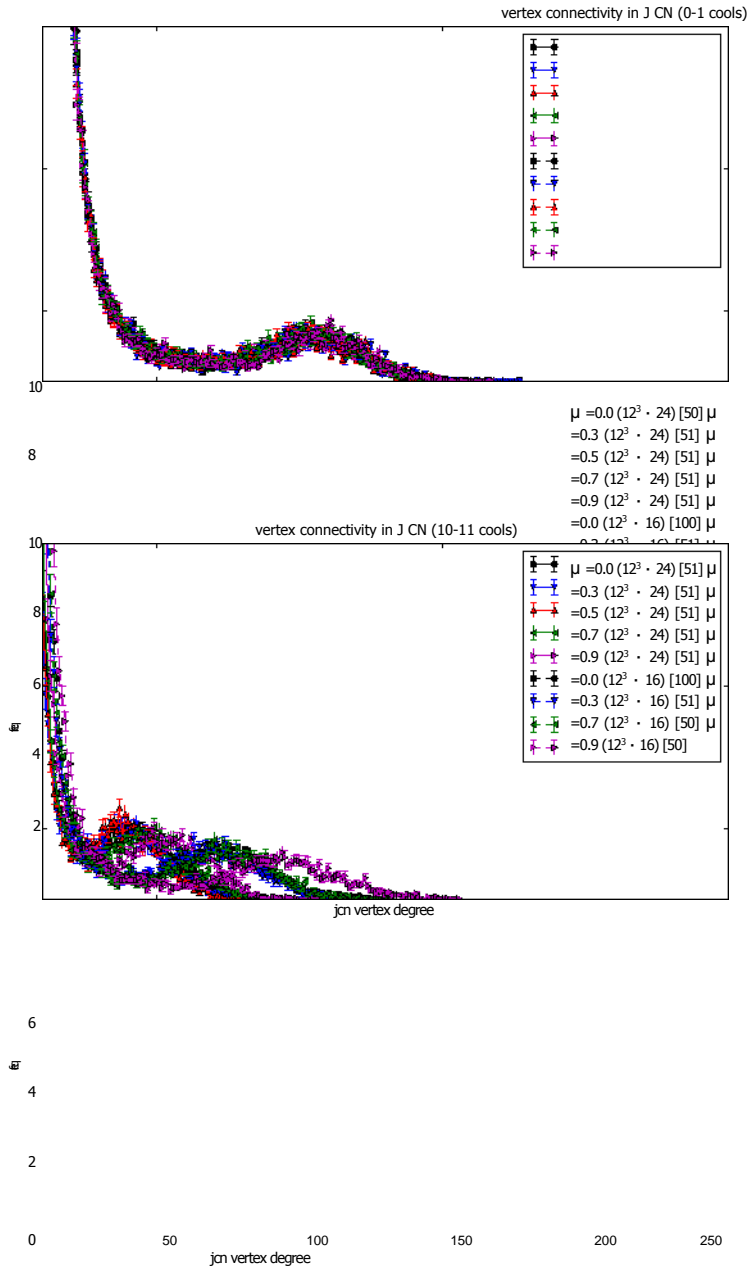 vertex connectivity in J CN (0-1 cools)
10
μ =0.0 (12³ · 24) [50] μ
=0.3 (12³ · 24) [51] μ
8
=0.5 (12³ · 24) [51] μ
=0.7 (12³ · 24) [51] μ
=0.9 (12³ · 24) [51] μ
=0.0 (12³ · 16) [100] μ
vertex connectivity in J CN (10-11 cools)
10
μ =0.0 (12³ · 24) [51] μ
=0.3 (12³ · 24) [51] μ
8
=0.5 (12³ · 24) [51] μ
=0.7 (12³ · 24) [51] μ
=0.9 (12³ · 24) [51] μ
6
=0.0 (12³ · 16) [100] μ
=0.3 (12³ · 16) [51] μ
=0.7 (12³ · 16) [50] μ
=0.9 (12³ · 16) [50]
4
2
jcn vertex degree
6
4
2
0 50 100 150 200 250
jcn vertex degree